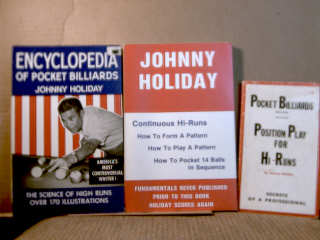 ENCYCLOPEDIA
OF POCKET BILLIARDS
JOHNNY HOLIDAY
AMERICA'S
MOST
CONTROVERSIAL
WRITER!
THE SCIENCE OF HIGH RUNS
OVER 170 ILLUSTRATIONS
JOHNNY
HOLIDAY
Continuous Hi-Runs
How To Form A Pattern
How To Play A Pattern
How To Pocket 14 Balls
in Sequence
FUNDAMENTALS NEVER PUBLISHED
PRIOR TO THIS BOOK
HOLIDAY SCORES AGAIN
POCKET BILLIARDS
POSITION PLAY
FOR
HI-RUNS
SECRETS
OF A PROFESSIONAL